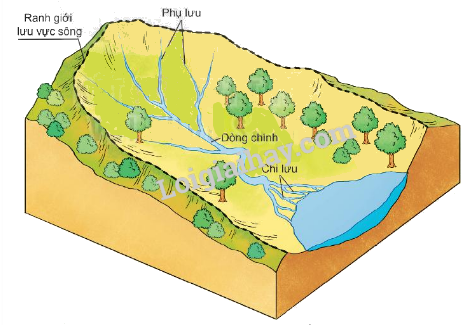 Ranh giới
lưu vực sông
Phụ lưu
Dòng chính
Chi lưu
Loigiaihay.com